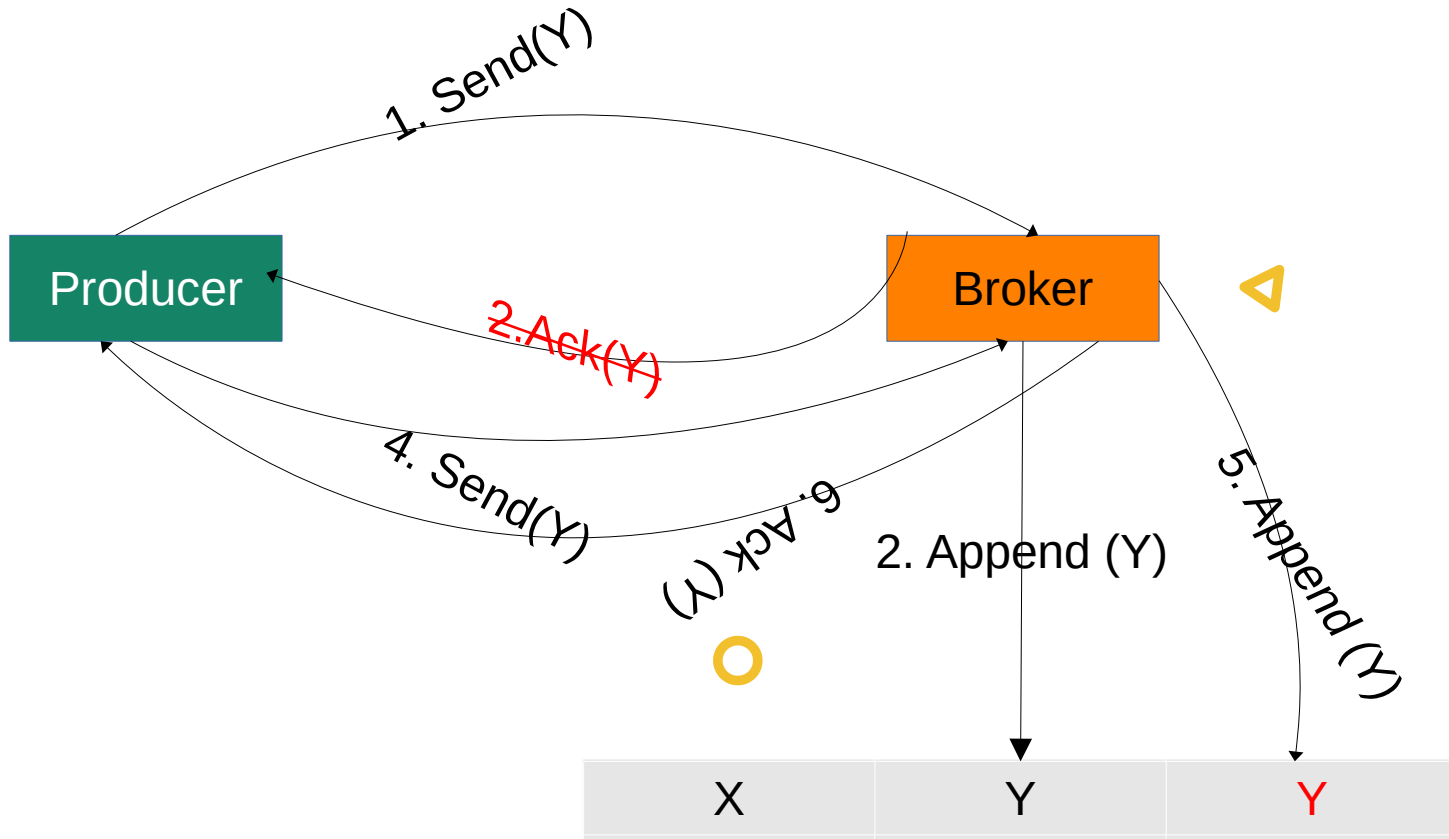 1. Send(Y)
Producer
Broker
2.Ack(Y)
4. Send(Y)
6. Ack (Y)
2. Append (Y)
5. Append (Y)
X
Y
Y